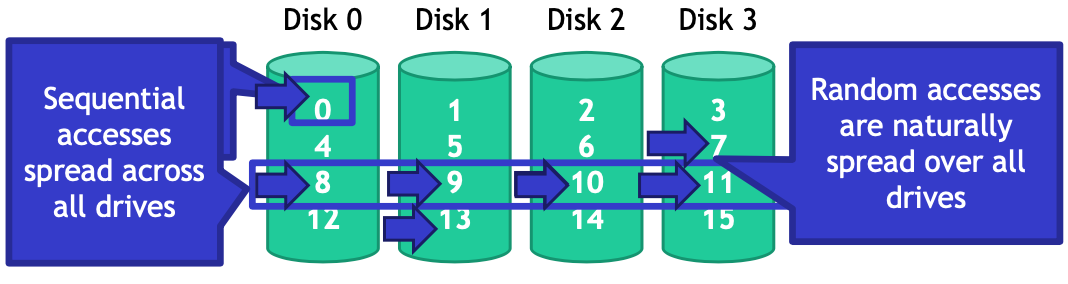 Disk 0 Disk 1 Disk 2 Disk 3
Sequential
accesses
spread across
all drives
0 1 2 3
4 5 6 7
8 9 10 11
12 13 14 15
Random accesses
are naturally
spread over all
drives